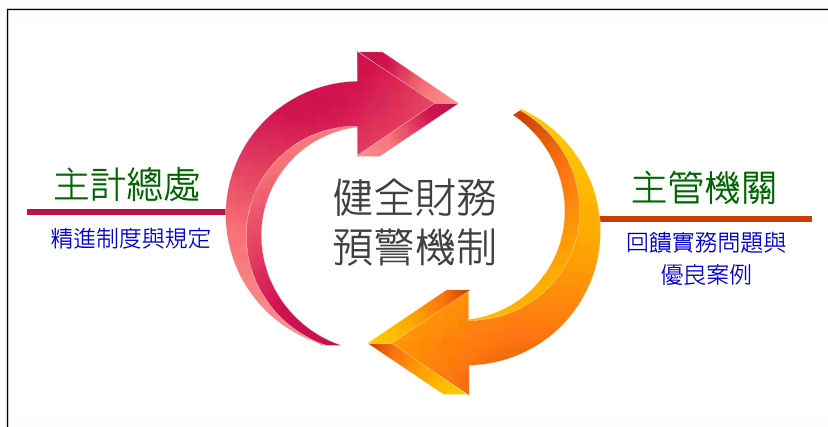 主計總處
精進制度與規定
健全財務
預警機制
主管機關
回饋實務問題與
優良案例